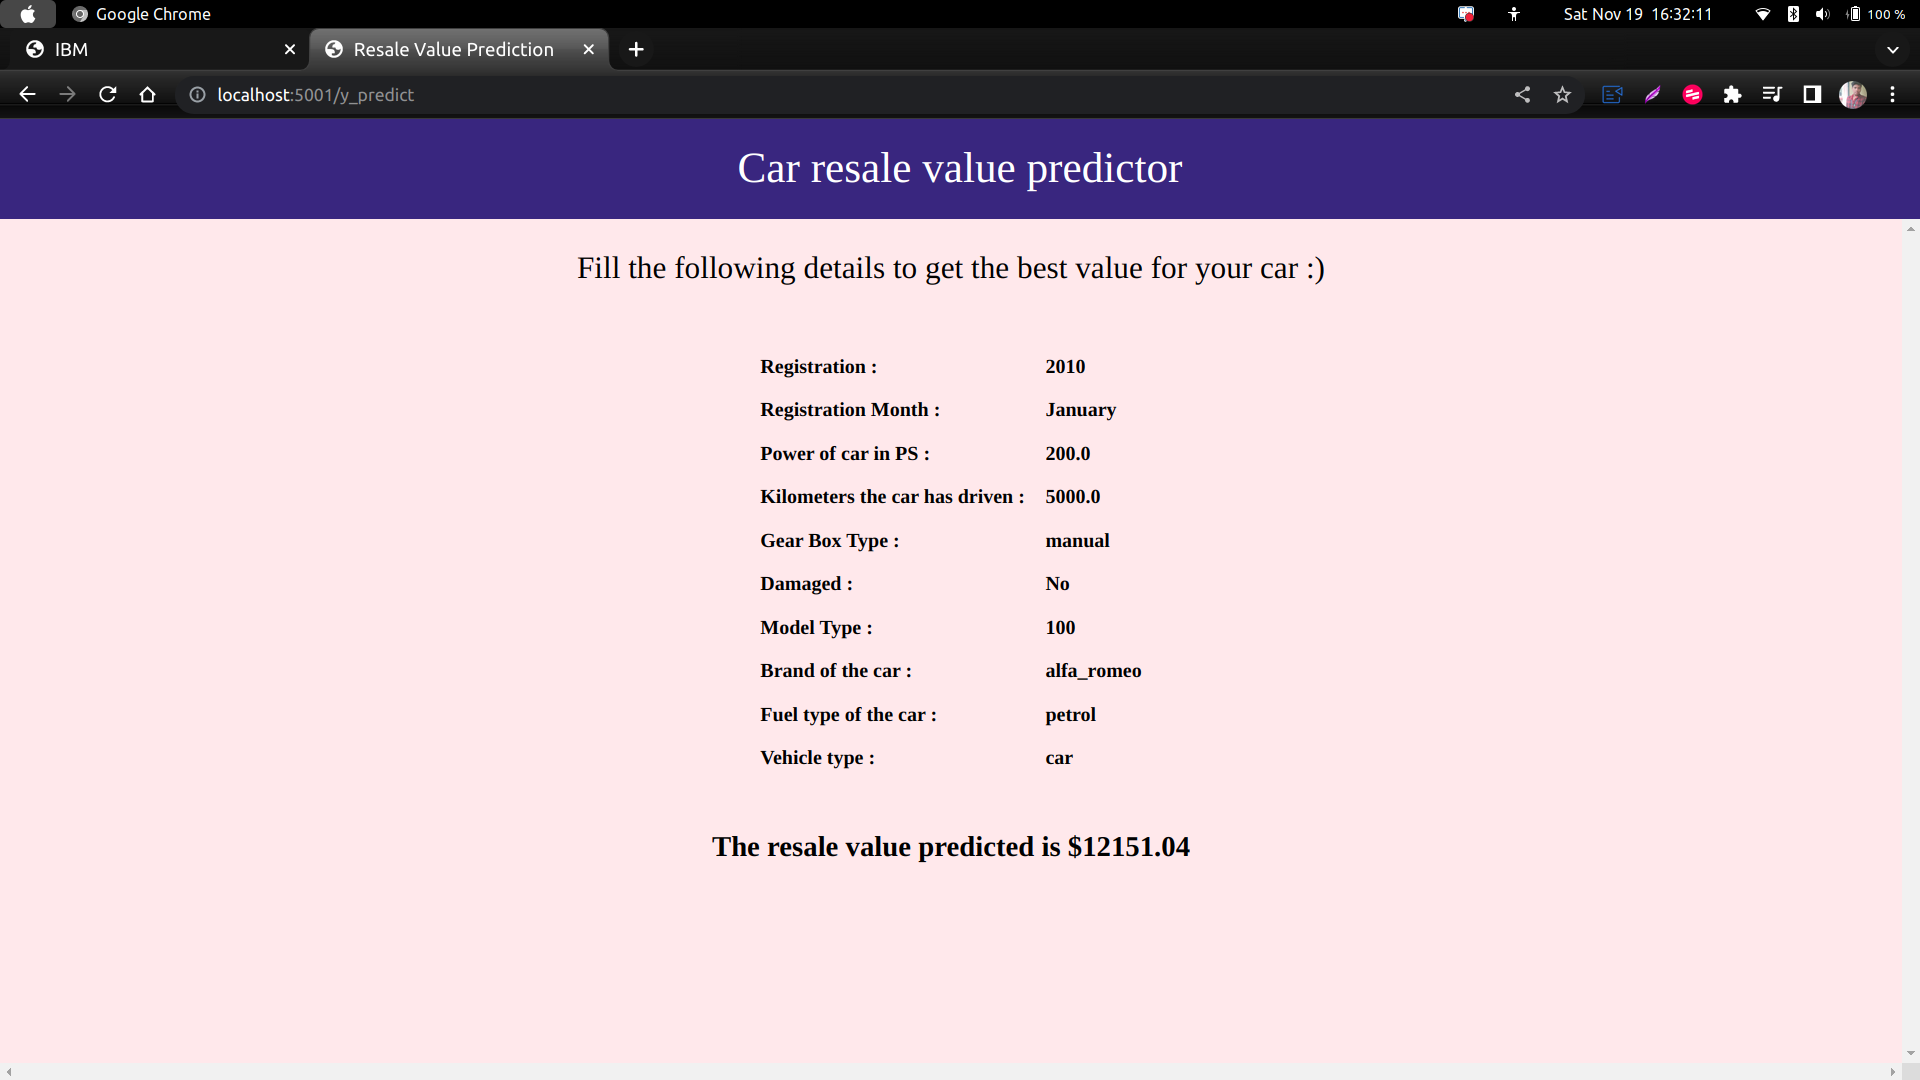 Google Chrome
Sat Nov 19 16:32:11
100 %
IBM
Resale Value Prediction
localhost:5001/y_predict
Car resale value predictor
Fill the following details to get the best value for your car :)
Registration : 2010
Registration Month : January
Power of car in PS : 200.0
Kilometers the car has driven : 5000.0
Gear Box Type : manual
Damaged : No
Model Type : 100
Brand of the car : alfa_romeo
Fuel type of the car : petrol
Vehicle type : car
The resale value predicted is $12151.04